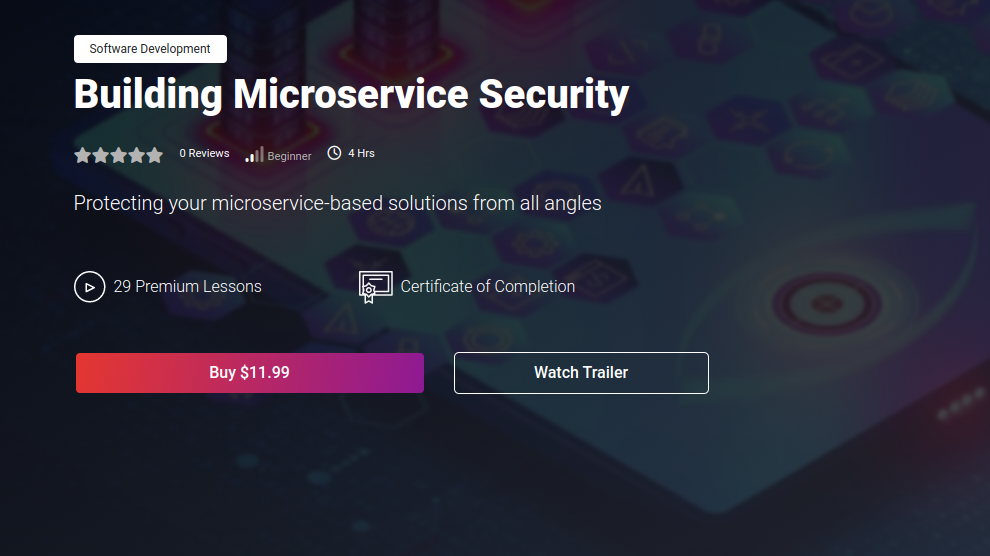 Software Development
Building Microservice Security
0 Reviews Beginner 4 Hrs
Protecting your microservice-based solutions from all angles
29 Premium Lessons Certificate of Completion
Buy $11.99 Watch Trailer